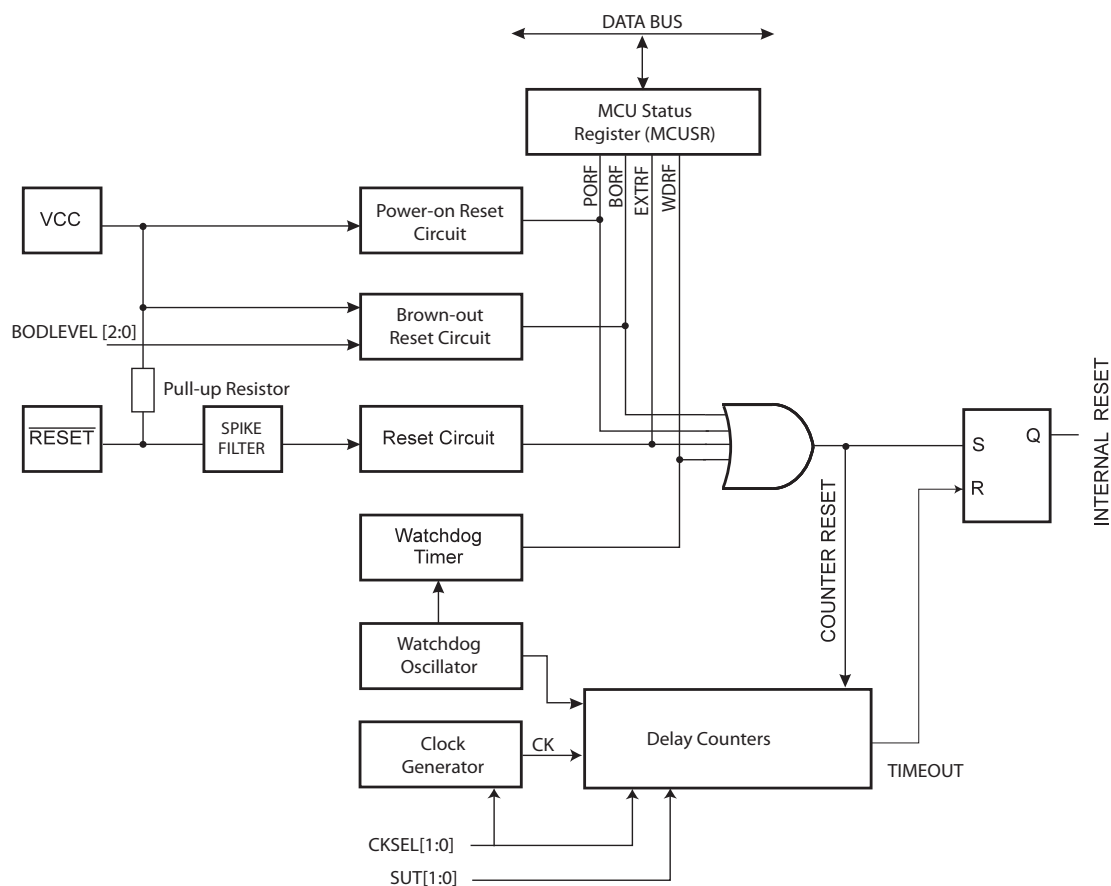 DATA BUS
MCU Status
Register (MCUSR)
PORF
BORF
EXTRF
WDRF
VCC
Power-on Reset
Circuit
BODLEVEL [2:0]
Brown-out
Reset Circuit
Pull-up Resistor
RESET
SPIKE
FILTER
Reset Circuit
S
Q
R
INTERNAL RESET
Watchdog
Timer
COUNTER RESET
Watchdog
Oscillator
Clock
Generator
CK
Delay Counters
TIMEOUT
CKSEL[1:0]
SUT[1:0]